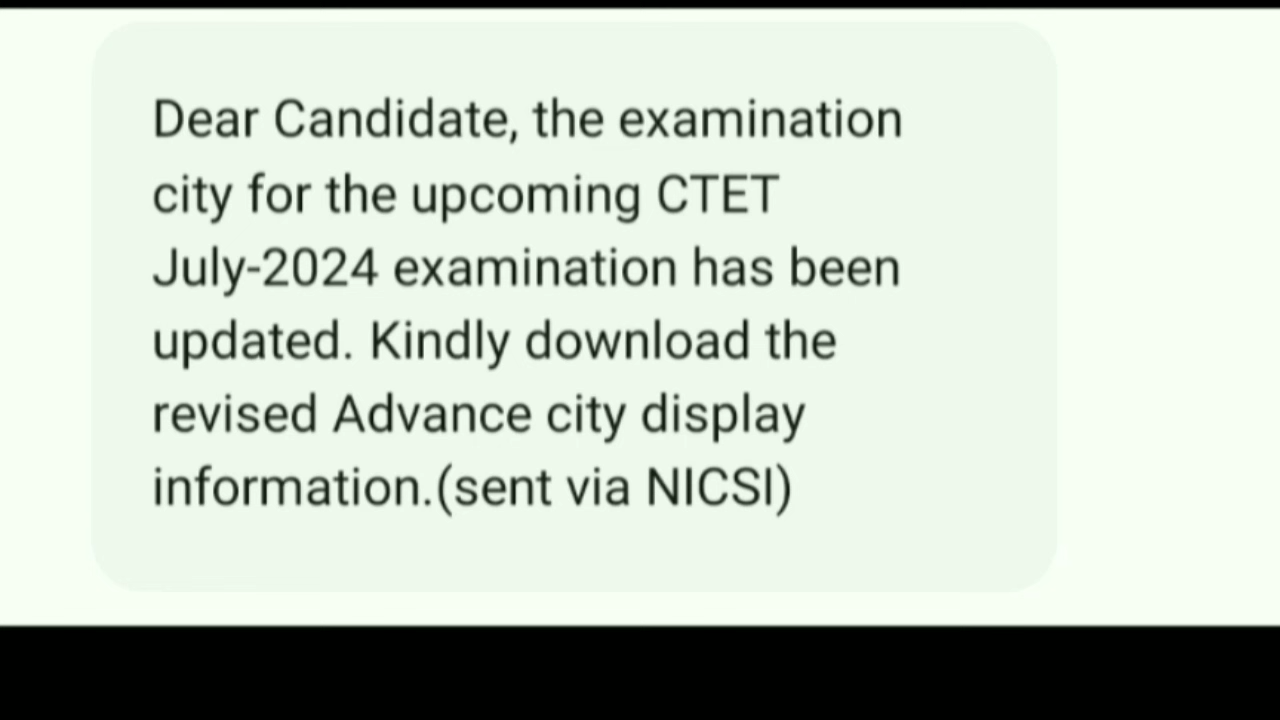 Dear Candidate, the examination
city for the upcoming CTET
July-2024 examination has been
updated. Kindly download the
revised Advance city display
information.(sent via NICSI)